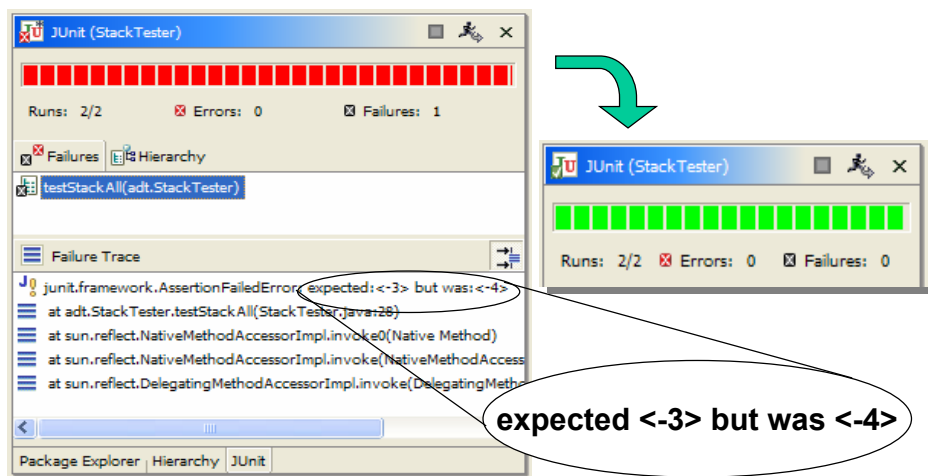 JUnit (StackTester)
Runs: 2/2 Errors: 0 Failures: 1
Failures Hierarchy
testStackAll(adt.StackTester)
Failure Trace
junit.framework.AssertionFailedError: expected:<-3> but was:<-4>
at adt.StackTester.testStackAll(StackTester.java:28)
at sun.reflect.NativeMethodAccessorImpl.invoke0(Native Method)
at sun.reflect.NativeMethodAccessorImpl.invoke(NativeMethodAccess
at sun.reflect.DelegatingMethodAccessorImpl.invoke(DelegatingMetho
Package Explorer Hierarchy JUnit
JUnit (StackTester)
Runs: 2/2 Errors: 0 Failures: 0
expected <-3> but was <-4>